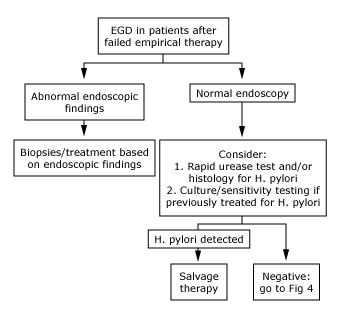 EGD in patients after
failed empirical therapy
Abnormal endoscopic
findings
Normal endoscopy
Biopsies/treatment based
on endoscopic findings
Consider:
1. Rapid urease test and/or
histology for H. pylori
2. Culture/sensitivity testing if
previously treated for H. pylori
H. pylori detected
Salvage
therapy
Negative:
go to Fig 4